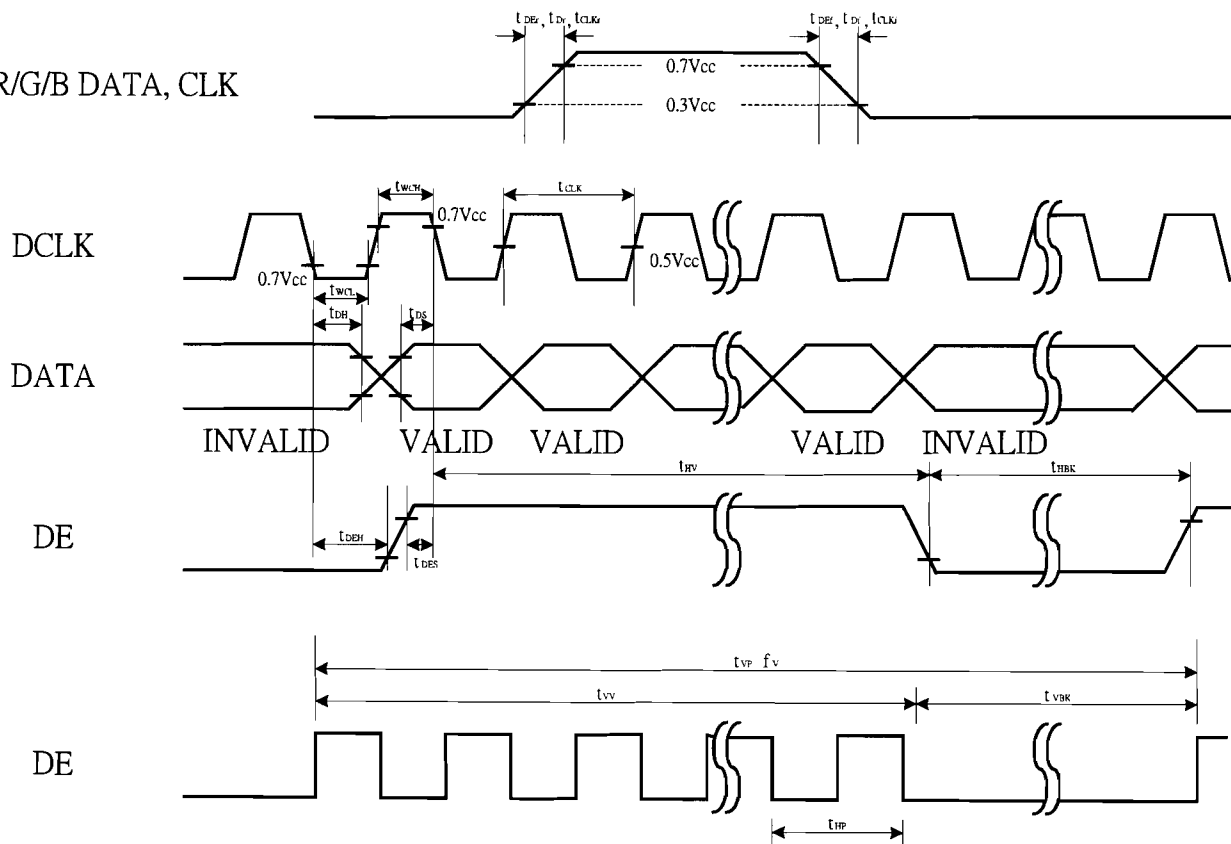 tDEr, tDr, tCLKr
tDEf, tDf, tCLKf
R/G/B DATA, CLK
0.7Vcc
0.3Vcc
tWCH
tCLK
0.7Vcc
DCLK
0.5Vcc
0.7Vcc
tWCL
tDH
tDS
DATA
INVALID VALID VALID VALID INVALID
tHV
tHBK
DE
tDEH
tDES
tVP fV
tVV
tVBK
DE
tHP